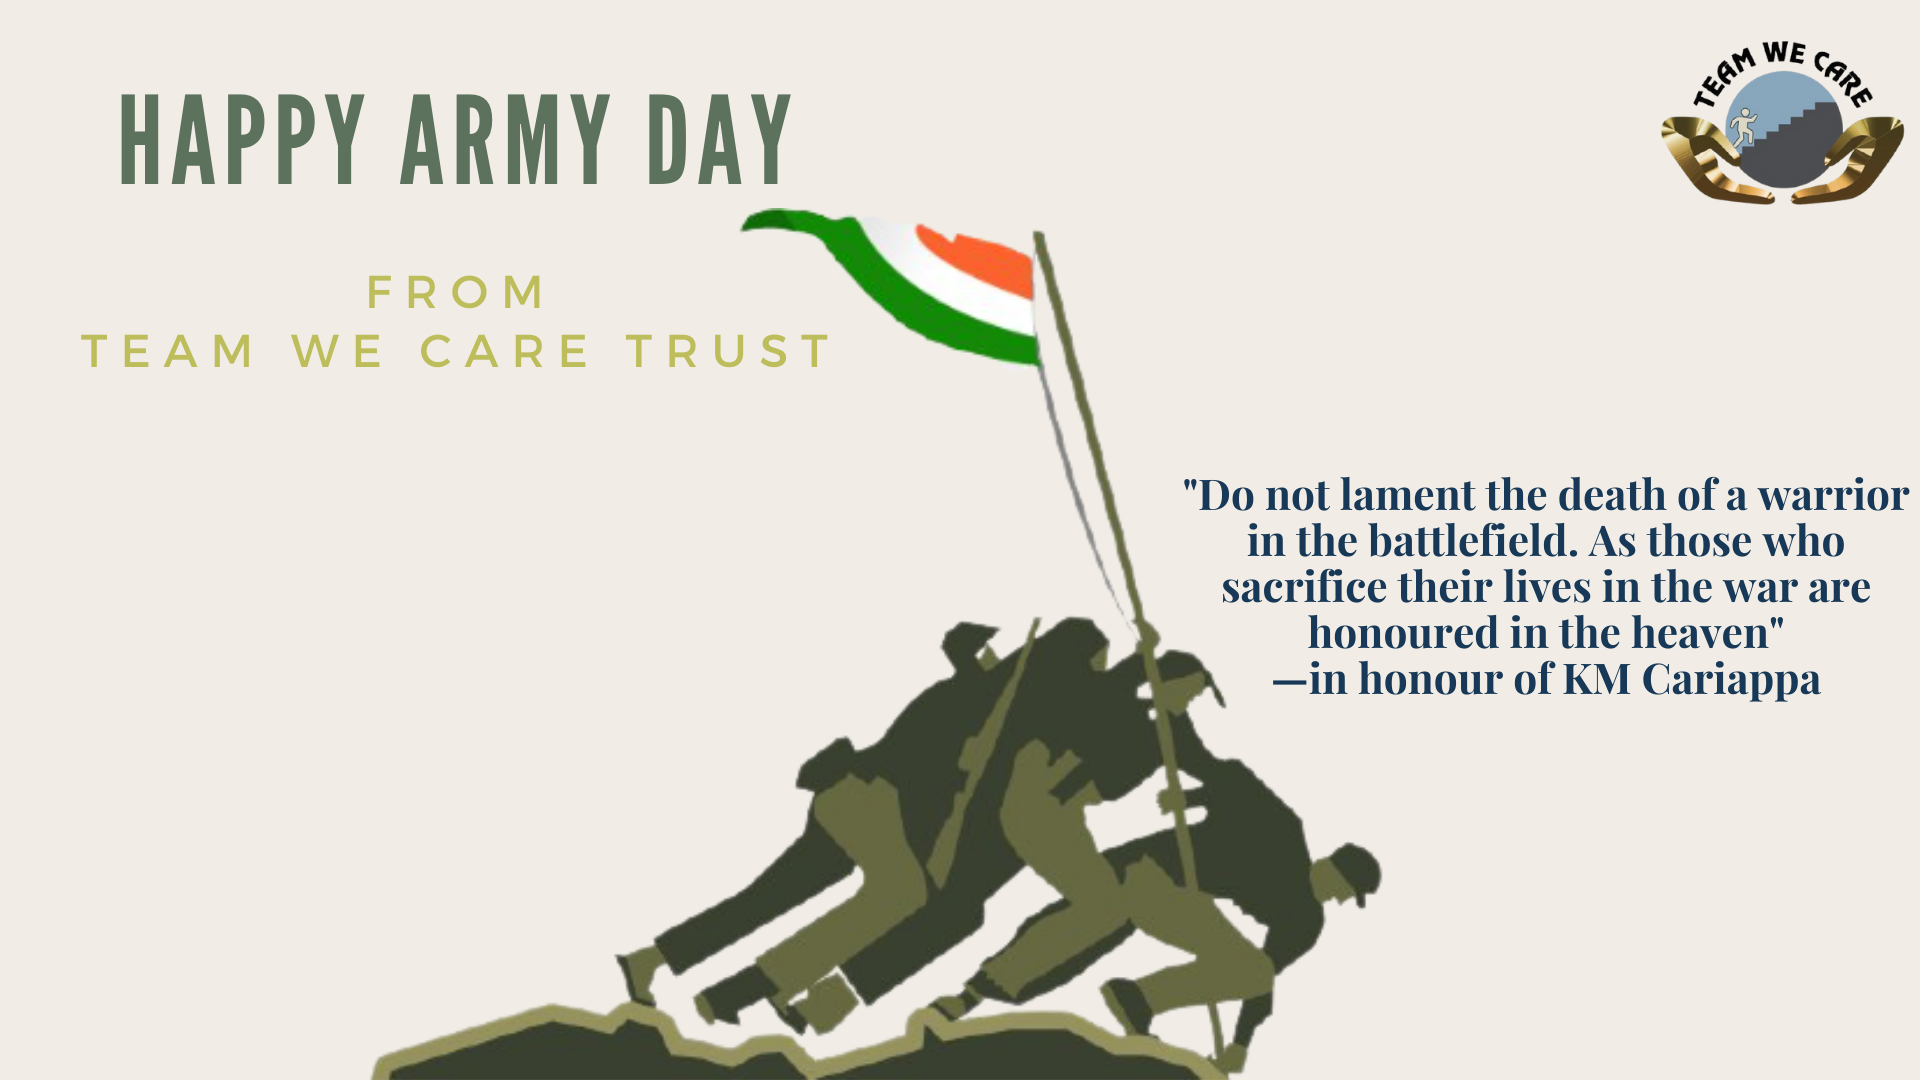 TEAM WE CARE
HAPPY ARMY DAY
FROM
TEAM WE CARE TRUST
"Do not lament the death of a warrior
in the battlefield. As those who
sacrifice their lives in the war are
honoured in the heaven"
—in honour of KM Cariappa